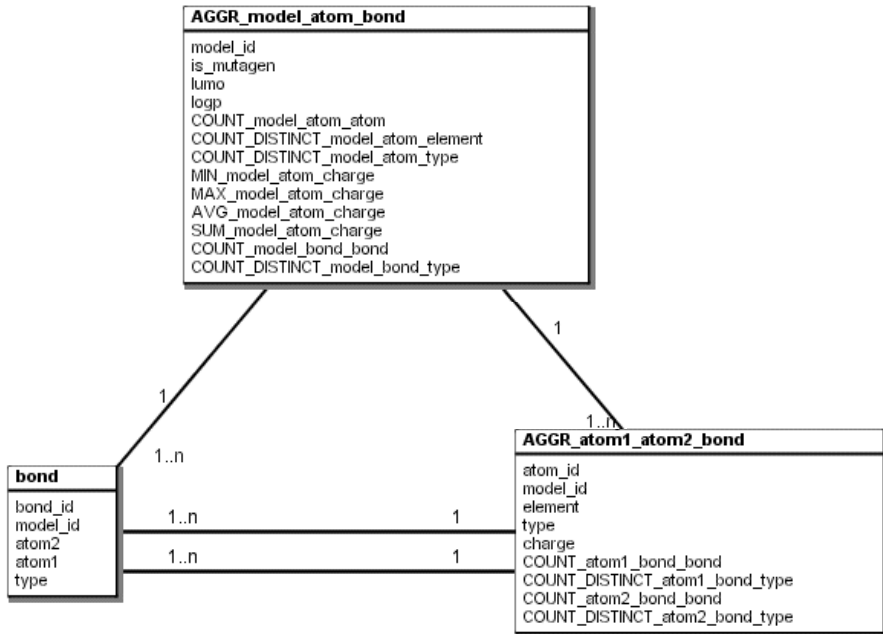 AGGR_model_atom_bond
model_id
is_mutagen
lumo
logp
COUNT_model_atom_atom
COUNT_DISTINCT_model_atom_element
COUNT_DISTINCT_model_atom_type
MIN_model_atom_charge
MAX_model_atom_charge
AVG_model_atom_charge
SUM_model_atom_charge
COUNT_model_bond_bond
COUNT_DISTINCT_model_bond_type
1
1
1..n
1..n
bond
bond_id
model_id
atom2
atom1
type
1..n
1
1..n
1
AGGR_atom1_atom2_bond
atom_id
model_id
element
type
charge
COUNT_atom1_bond_bond
COUNT_DISTINCT_atom1_bond_type
COUNT_atom2_bond_bond
COUNT_DISTINCT_atom2_bond_type